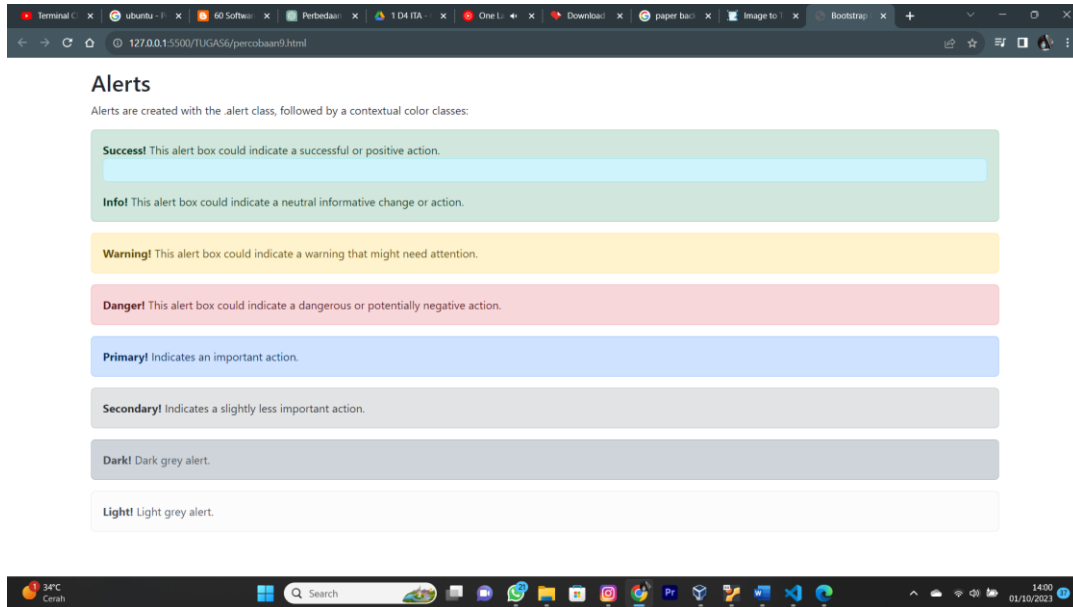 Terminal
ubuntu -
60 Softwar
Perbedaan
1 D4 ITA -
One L
Download
paper bac
Image to T
Bootstrap
127.0.0.1:5500/TUGAS6/percobaan9.html
Alerts
Alerts are created with the .alert class, followed by a contextual color classes:
Success! This alert box could indicate a successful or positive action.
Info! This alert box could indicate a neutral informative change or action.
Warning! This alert box could indicate a warning that might need attention.
Danger! This alert box could indicate a dangerous or potentially negative action.
Primary! Indicates an important action.
Secondary! Indicates a slightly less important action.
Dark! Dark grey alert.
Light! Light grey alert.
1
34°C
Cerah
Search
21
Pr
14:00
01/10/2023
37